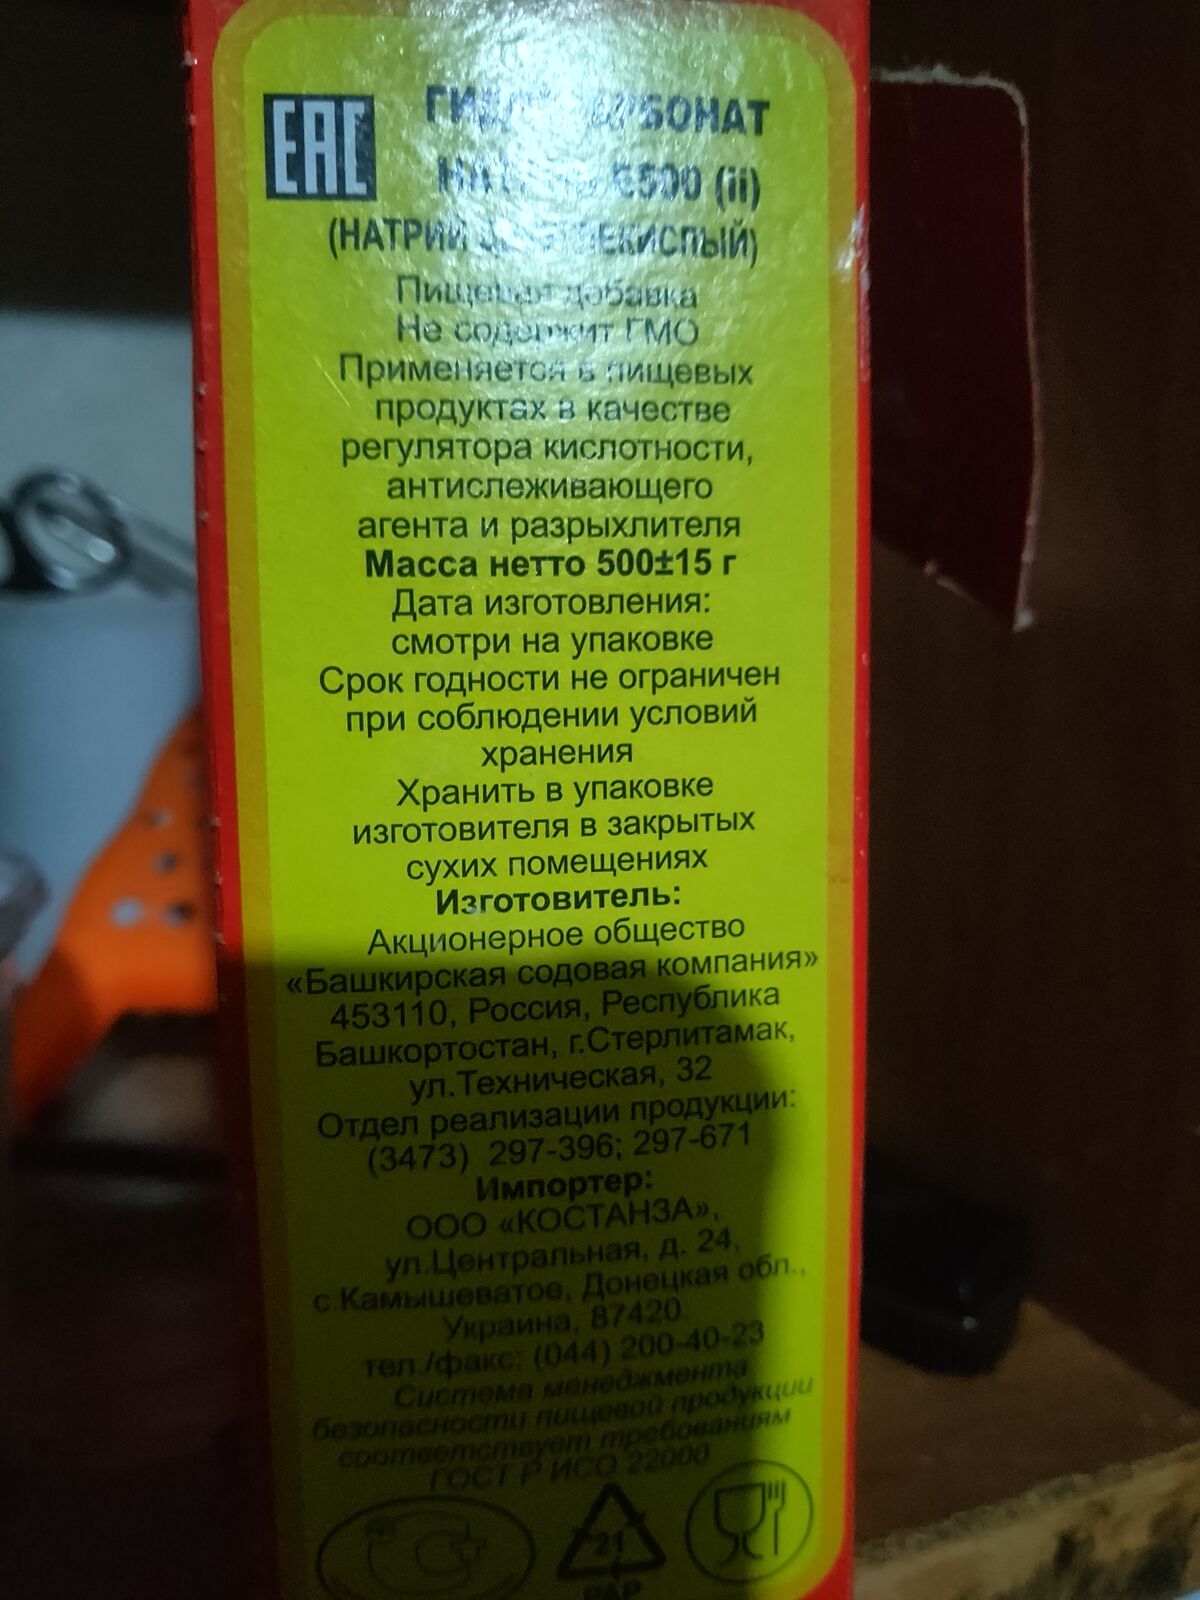 EAC
(ii)
(НАТРИЙ
Пищевая добавка
Не содержит ГМО
Применяется в пищевых
продуктах в качестве
регулятора кислотности,
антислеживающего
агента и разрыхлителя
Масса нетто 500±15 г
Дата изготовления:
смотри на упаковке
Срок годности не ограничен
при соблюдении условий
хранения
Хранить в упаковке
изготовителя в закрытых
сухих помещениях
Изготовитель:
Акционерное общество
«Башкирская содовая компания»
453110, Россия, Республика
Башкортостан, г.Стерлитамак,
ул.Техническая, 32
Отдел реализации продукции:
(3473) 297-396; 297-671
Импортер:
ООО «КОСТАНЗА»,
ул.Центральная, д. 24,
с.Камышеватое, Донецкая обл.,
Украина, 87420.
тел./факс: (044) 200-40-23
Система менеджмента
безопасности пищевой продукции
соответствует требованиям
ГОСТ Р ИСО 22000
21
PAP